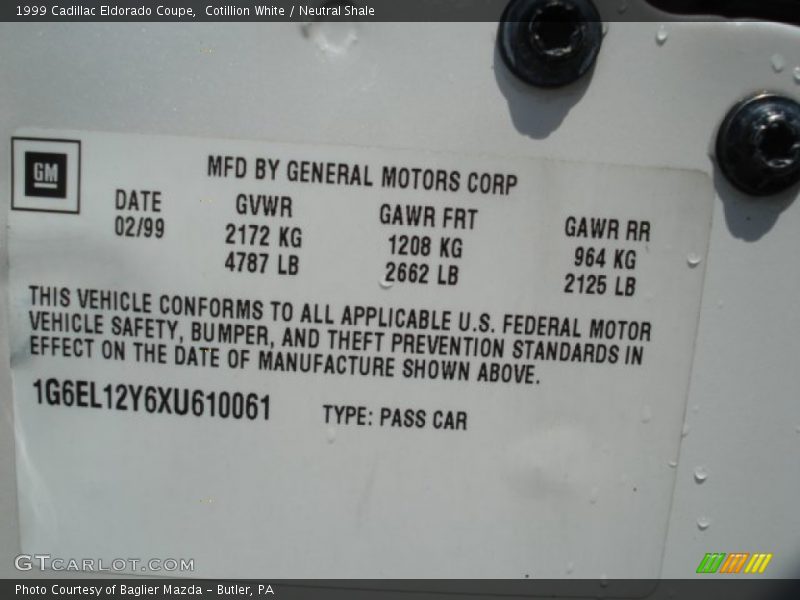 1999 Cadillac Eldorado Coupe,  Cotillion White / Neutral Shale
GM
MFD BY GENERAL MOTORS CORP
DATE GVWR GAWR FRT GAWR RR
02/99 2172 KG 1208 KG 964 KG
4787 LB 2662 LB 2125 LB
THIS VEHICLE CONFORMS TO ALL APPLICABLE U.S. FEDERAL MOTOR
VEHICLE SAFETY, BUMPER, AND THEFT PREVENTION STANDARDS IN
EFFECT ON THE DATE OF MANUFACTURE SHOWN ABOVE.
1G6EL12Y6XU610061 TYPE: PASS CAR
GTCARLOT.COM
Photo Courtesy of Baglier Mazda - Butler, PA